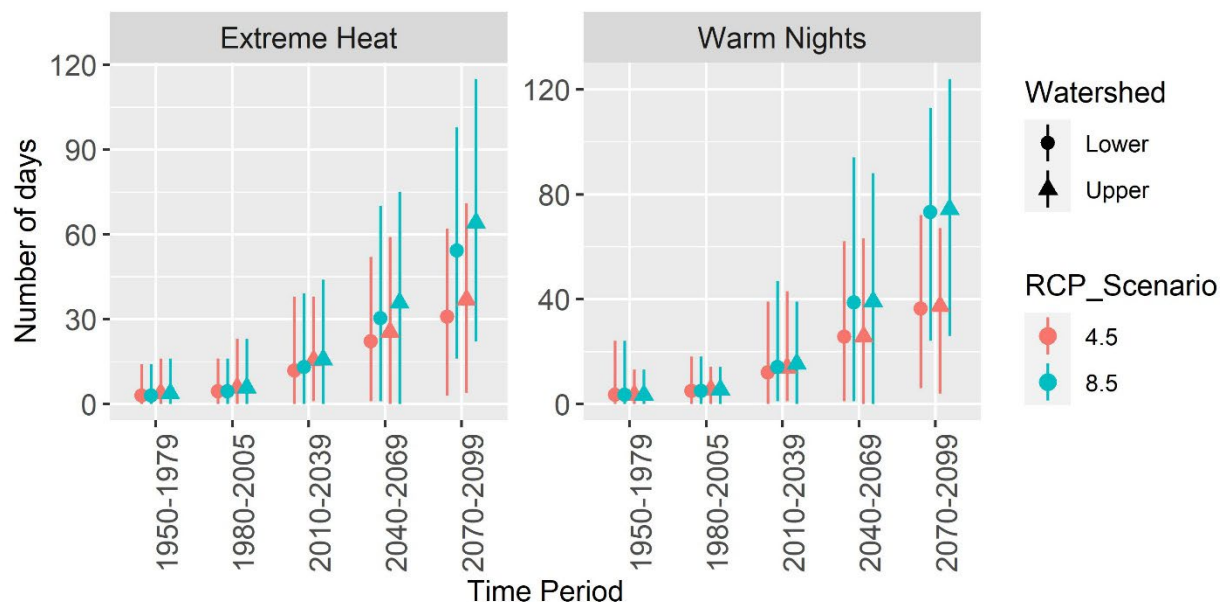 Extreme Heat
Warm Nights
Number of days
120
90
60
30
0
120
80
40
0
1950-1979
1980-2005
2010-2039
2040-2069
2070-2099
1950-1979
1980-2005
2010-2039
2040-2069
2070-2099
Time Period
Watershed
Lower
Upper
RCP_Scenario
4.5
8.5